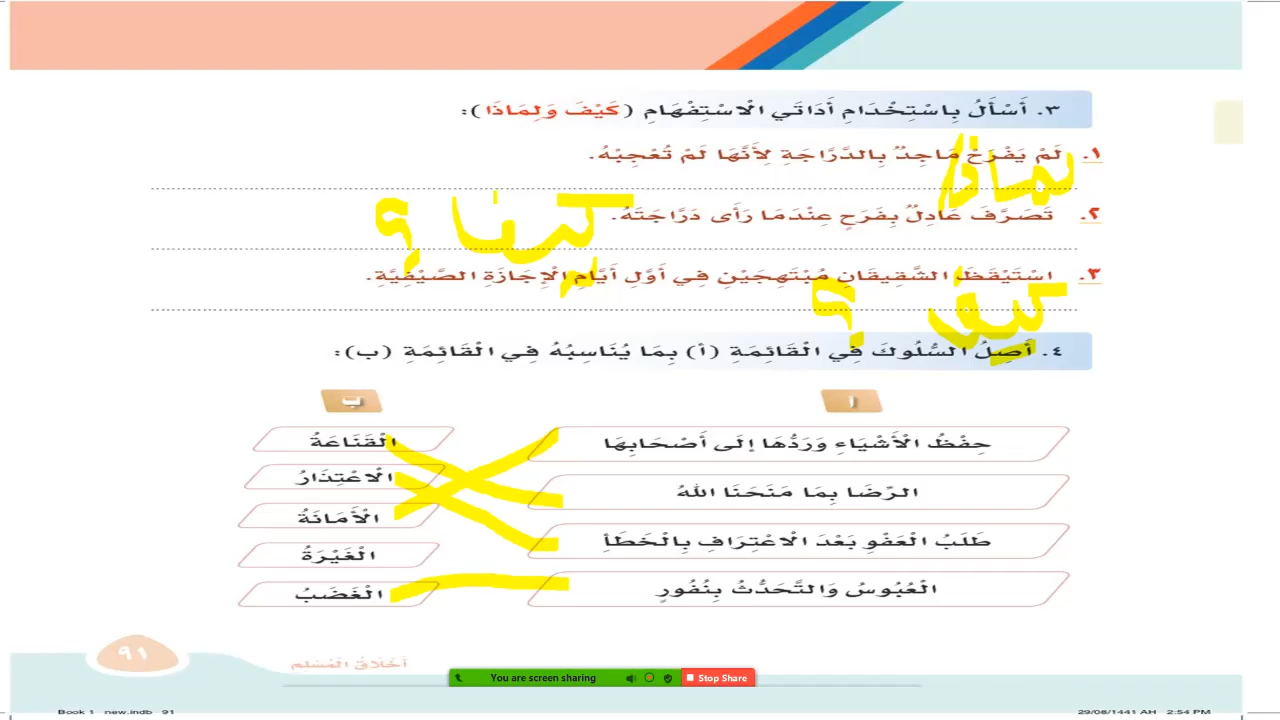 ٣. أَسْأَلُ بِاسْتِخْدَامِ أَدَاتَي الْاسْتِفْهَامِ (كَيْفَ وَلِمَاذَا):
١. لَمْ يَفْرَحْ مَاجِدٌ بِالدَّرَّاجَةِ لِأَنَّهَا لَمْ تُعْجِبْهُ.
لماذا
٢. تَصَرَّفَ عَادِلٌ بِفَرَحٍ عِنْدَمَا رَأَى دَرَّاجَتَهُ.
كيف ؟
٣. اسْتَيْقَظَ الشَّقِيقَانِ مُبْتَهِجَيْنِ فِي أَوَّلِ أَيَّامِ الْإِجَازَةِ الصَّيْفِيَّةِ.
كيف ؟
٤. أَصِلُ السُّلُوكَ فِي الْقَائِمَةِ (أ) بِمَا يُنَاسِبُهُ فِي الْقَائِمَةِ (ب):
أ
ب
حِفْظُ الْأَشْيَاءِ وَرَدُّهَا إِلَى أَصْحَابِهَا
الْقَنَاعَةُ
الرِّضَا بِمَا مَنَحَنَا اللهُ
الْاعْتِذَارُ
طَلَبُ الْعَفْوِ بَعْدَ الْاعْتِرَافِ بِالْخَطَأِ
الْأَمَانَةُ
الْغَيْرَةُ
الْعُبُوسُ وَالتَّحَدُّثُ بِنُفُورٍ
الْغَضَبُ
٩١
أَخْلَاقُ الْمُسْلِمِ
You are screen sharing
Stop Share
Book 1 new.indb 91
29/08/1441 AH 2:54 PM